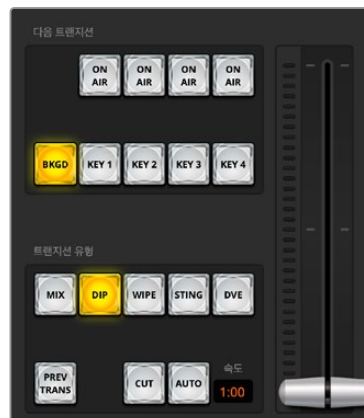 다음 트랜지션
ON AIR ON AIR ON AIR ON AIR
BKGD KEY 1 KEY 2 KEY 3 KEY 4
트랜지션 유형
MIX DIP WIPE STING DVE
속도
PREV TRANS CUT AUTO 1:00